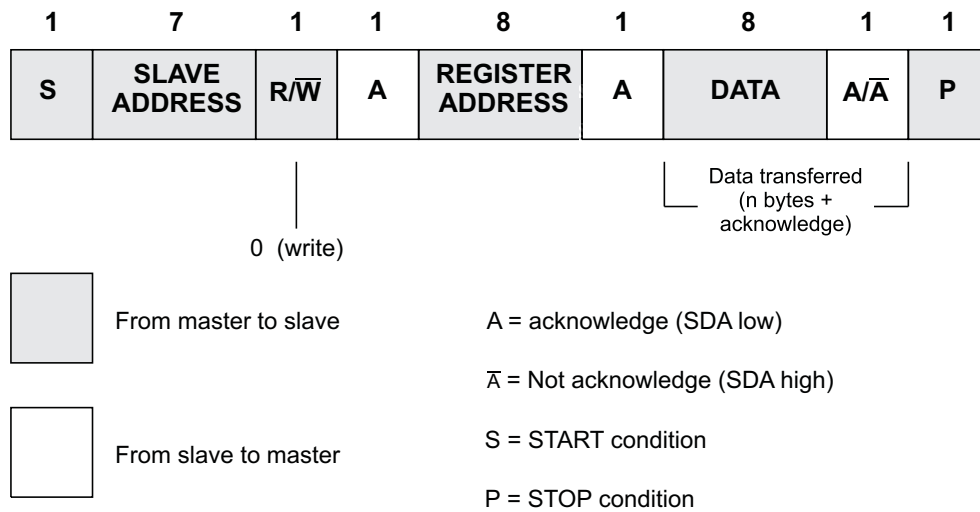 1 7 1 1 8 1 8 1 1
S SLAVE ADDRESS R/W̅ A REGISTER ADDRESS A DATA A/A̅ P
Data transferred
(n bytes +
acknowledge)
0 (write)
From master to slave
A = acknowledge (SDA low)
A̅ = Not acknowledge (SDA high)
From slave to master
S = START condition
P = STOP condition